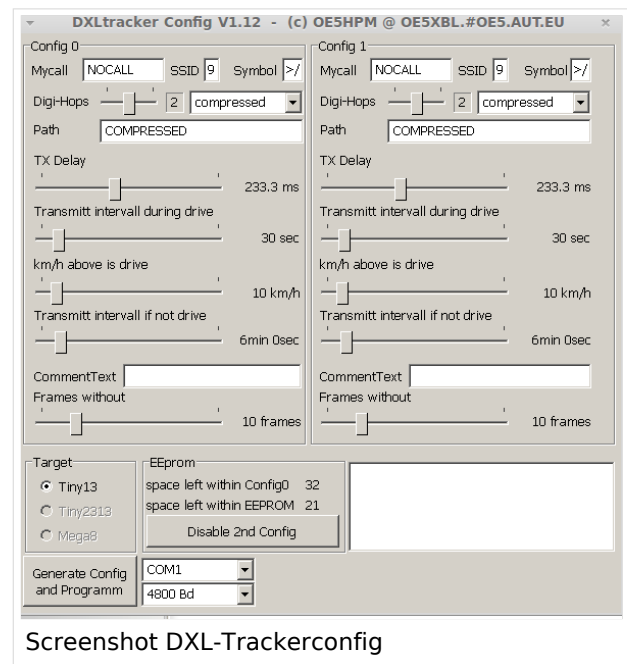 DXLtracker Config V1.12 - (c) OE5HPM @ OE5XBL.#OE5.AUT.EU
Config 0
Mycall NOCALL SSID 9 Symbol >/
Digi-Hops 2 compressed
Path COMPRESSED
TX Delay
233.3 ms
Transmitt intervall during drive
30 sec
km/h above is drive
10 km/h
Transmitt intervall if not drive
6min 0sec
CommentText
Frames without
10 frames
Config 1
Mycall NOCALL SSID 9 Symbol >/
Digi-Hops 2 compressed
Path COMPRESSED
TX Delay
233.3 ms
Transmitt intervall during drive
30 sec
km/h above is drive
10 km/h
Transmitt intervall if not drive
6min 0sec
CommentText
Frames without
10 frames
Target
Tiny13
Tiny2313
Mega8
EEprom
space left within Config0 32
space left within EEPROM 21
Disable 2nd Config
Generate Config
and Programm
COM1
4800 Bd
Screenshot DXL-Trackerconfig